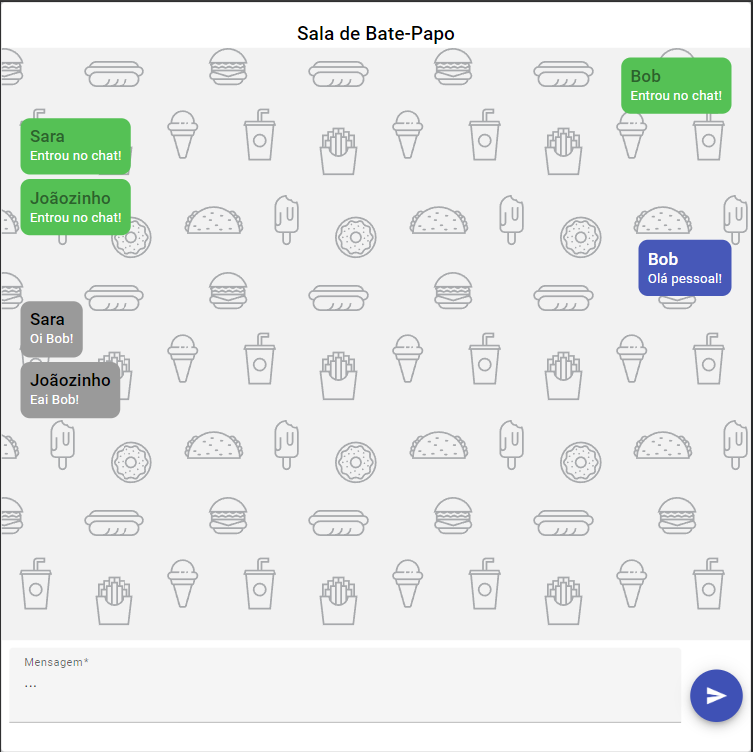 Sala de Bate-Papo
Bob
Entrou no chat!
Sara
Entrou no chat!
Joãozinho
Entrou no chat!
Bob
Olá pessoal!
Sara
Oi Bob!
Joãozinho
Eai Bob!
Mensagem*
...